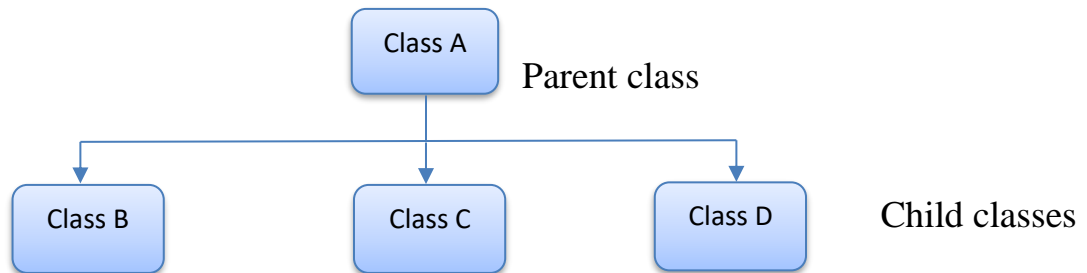 Class A
Parent class
Class B
Class C
Class D
Child classes